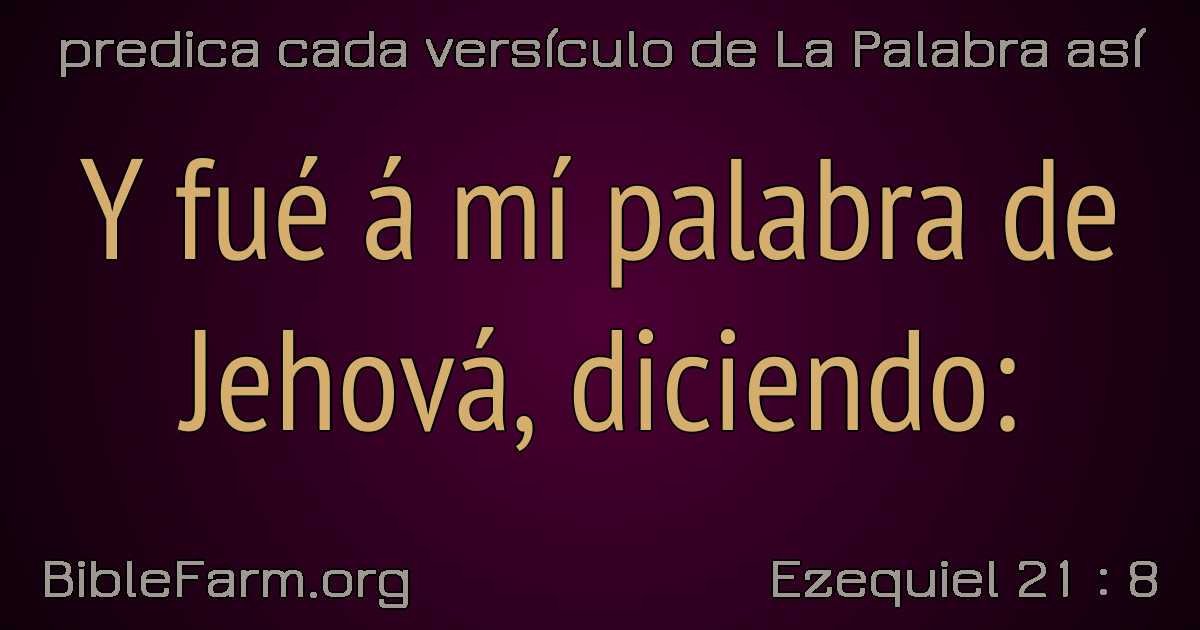 predica cada versículo de La Palabra así
Y fué á mí palabra de
Jehová, diciendo:
BibleFarm.org
Ezequiel 21 : 8